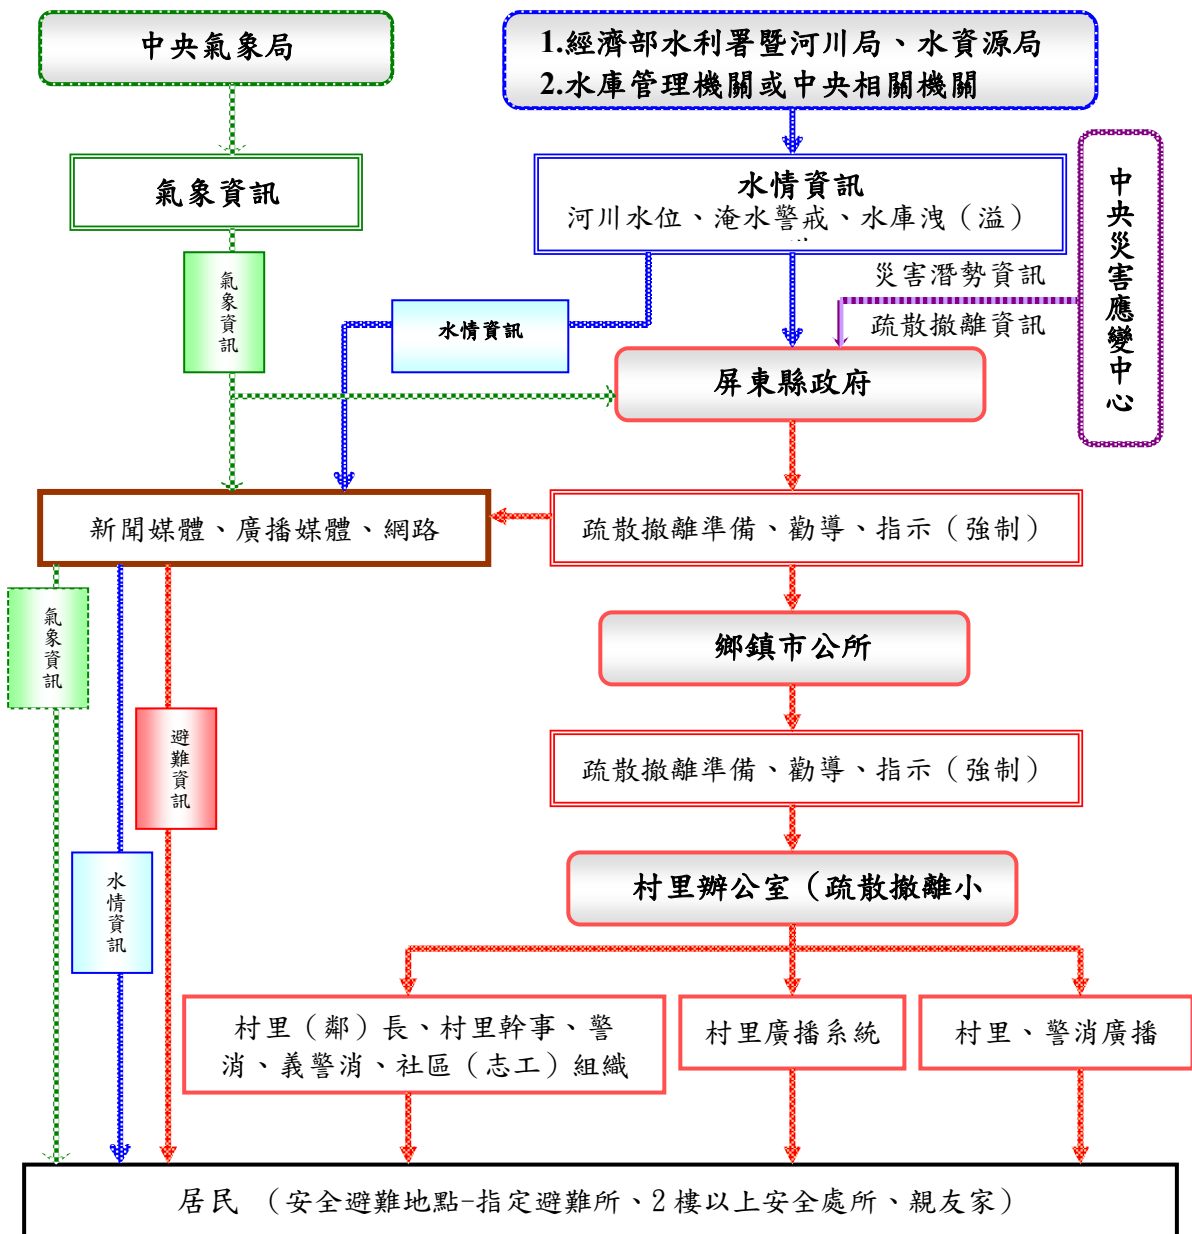 中央氣象局
1.經濟部水利署暨河川局、水資源局
2.水庫管理機關或中央相關機關
氣象資訊
水情資訊
河川水位、淹水警戒、水庫洩（溢）
中央災害應變中心
氣象資訊
水情資訊
災害潛勢資訊
疏散撤離資訊
屏東縣政府
新聞媒體、廣播媒體、網路
疏散撤離準備、勸導、指示（強制）
氣象資訊
鄉鎮市公所
避難資訊
疏散撤離準備、勸導、指示（強制）
水情資訊
村里辦公室（疏散撤離小
村里（鄰）長、村里幹事、警
消、義警消、社區（志工）組織
村里廣播系統
村里、警消廣播
居民 （安全避難地點-指定避難所、2樓以上安全處所、親友家）